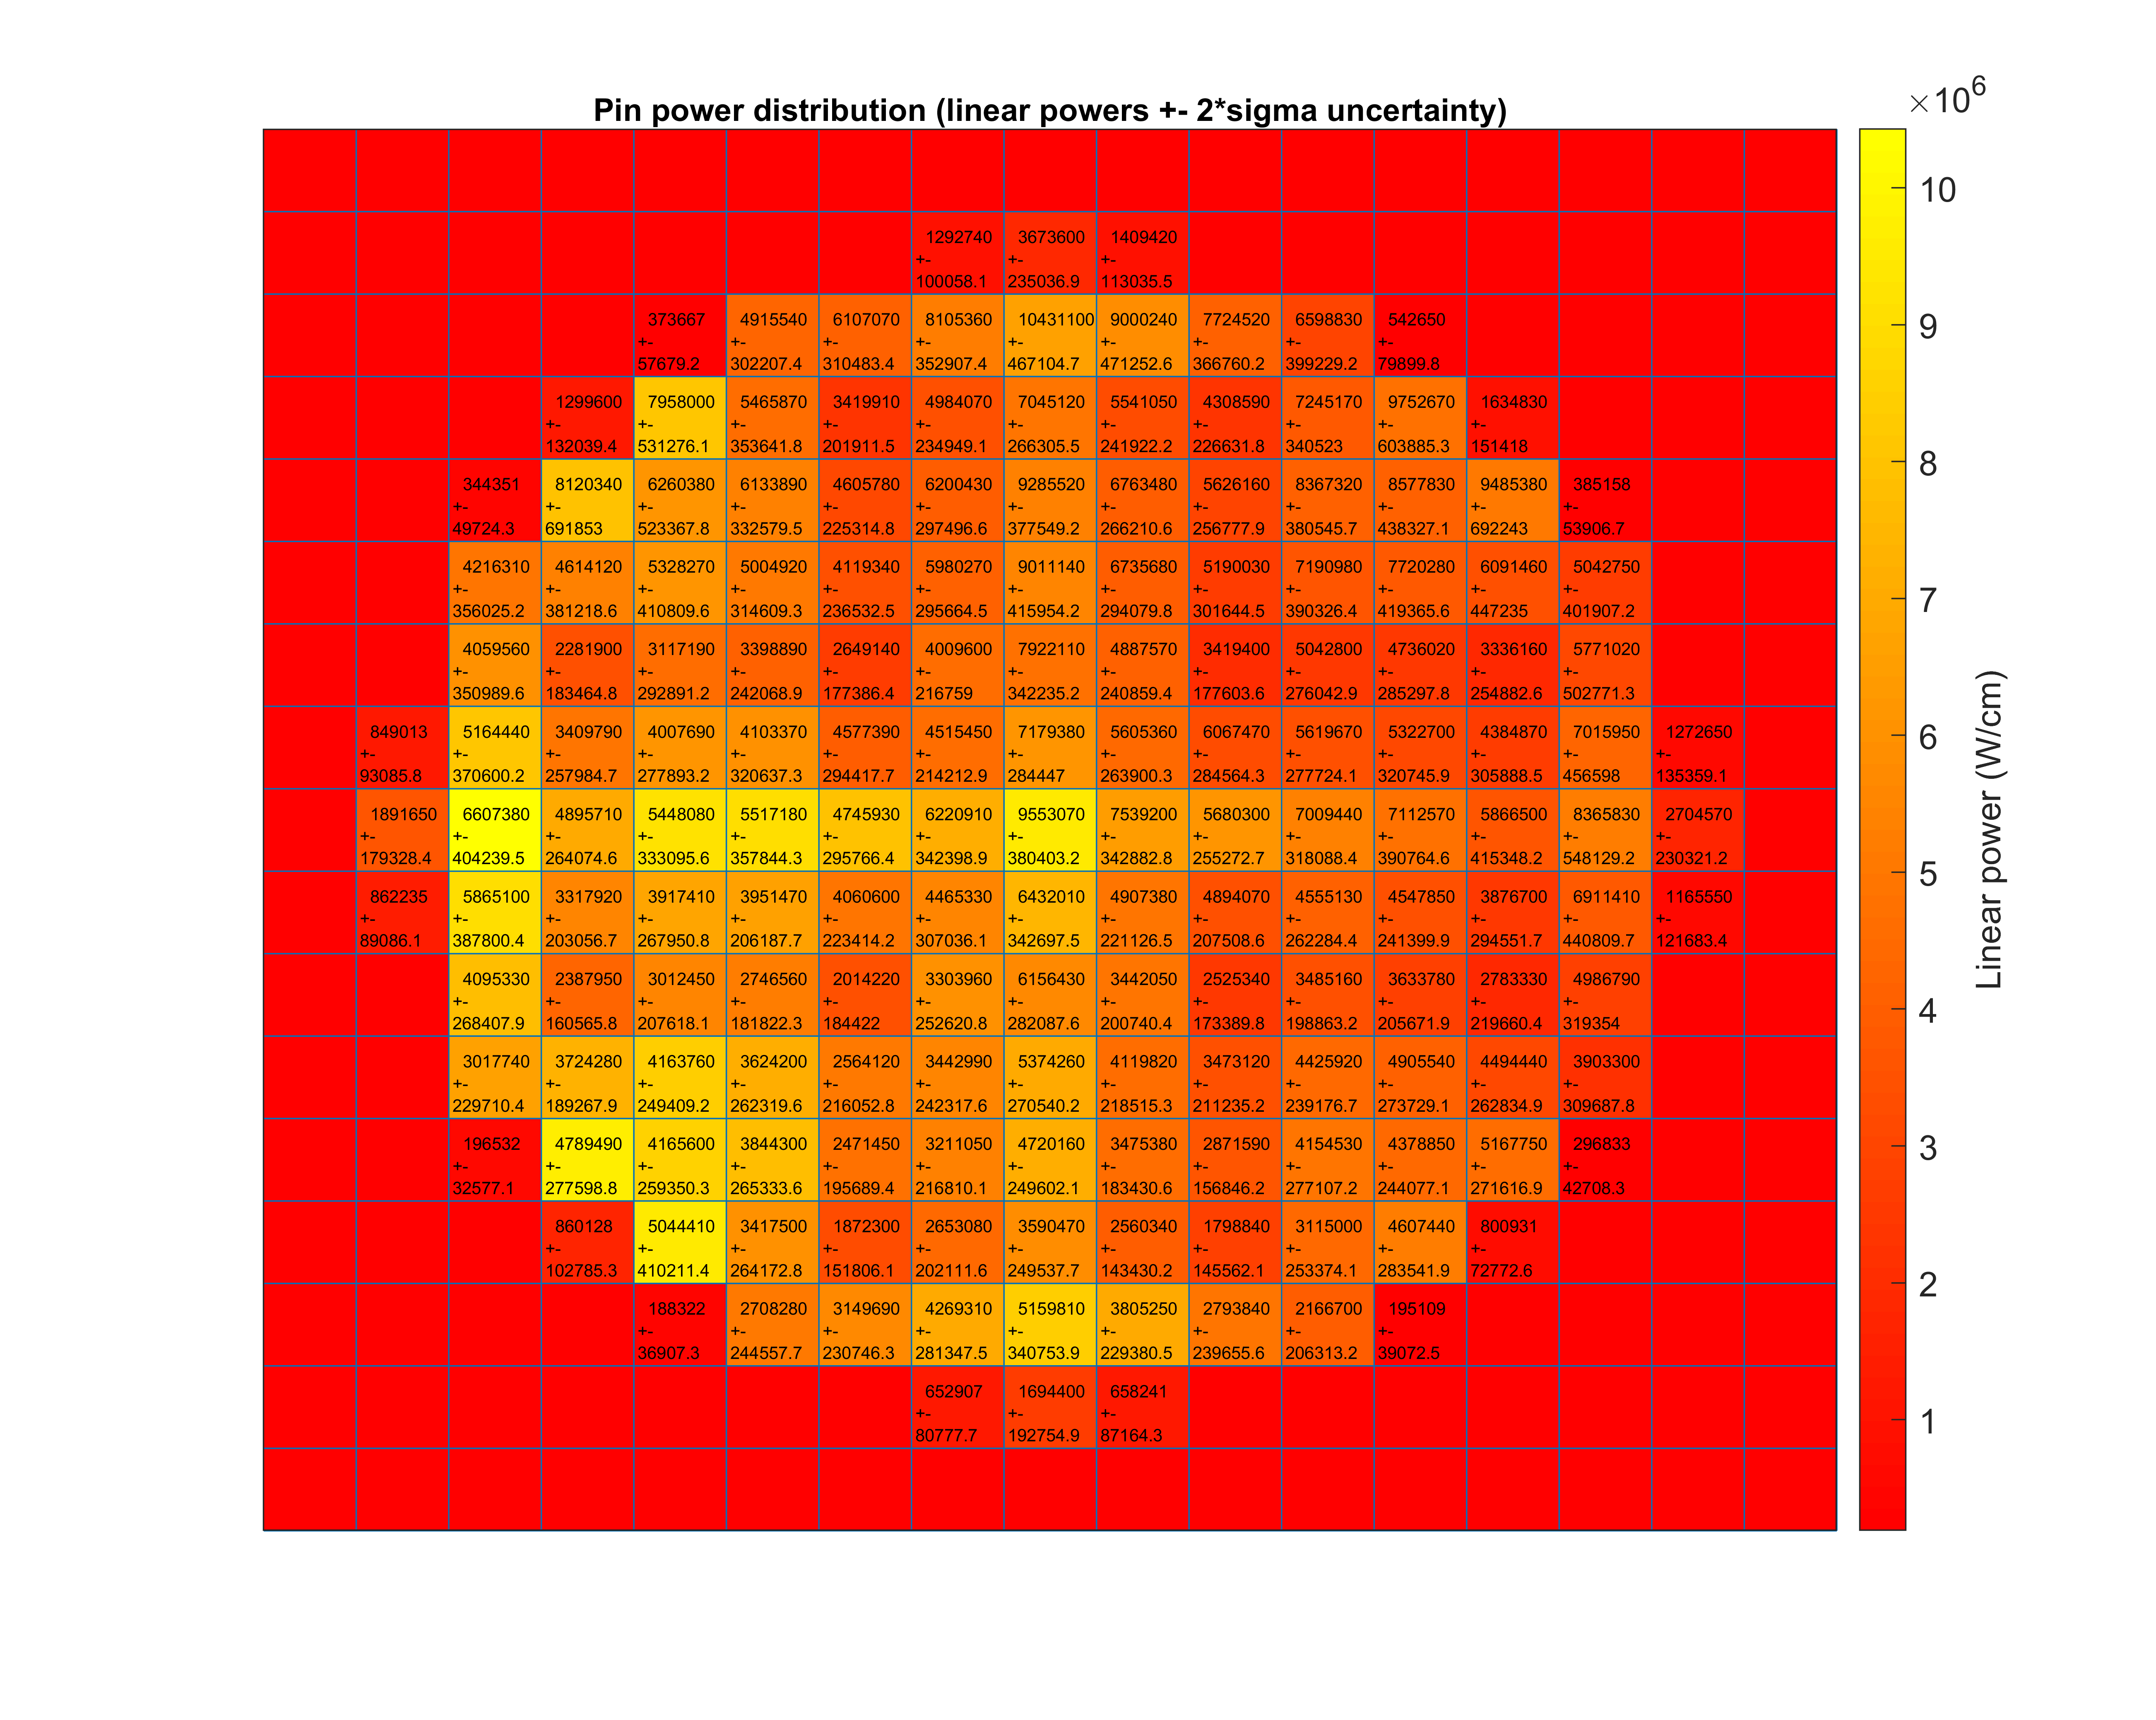 ×10⁶
Pin power distribution (linear powers +- 2*sigma uncertainty)
1292740 3673600 1409420
+- +- +-
100058.1 235036.9 113035.5
373667 4915540 6107070 8105360 10431100 9000240 7724520 6598830 542650
+- +- +- +- +- +- +- +- +-
57679.2 302207.4 310483.4 352907.4 467104.7 471252.6 366760.2 399229.2 79899.8
1299600 7958000 5465870 3419910 4984070 7045120 5541050 4308590 7245170 9752670 1634830
+- +- +- +- +- +- +- +- +- +- +-
132039.4 531276.1 353641.8 201911.5 234949.1 266305.5 241922.2 226631.8 340523 603885.3 151418
344351 8120340 6260380 6133890 4605780 6200430 9285520 6763480 5626160 8367320 8577830 9485380 385158
+- +- +- +- +- +- +- +- +- +- +- +- +-
49724.3 691853 523367.8 332579.5 225314.8 297496.6 377549.2 266210.6 256777.9 380545.7 438327.1 692243 53906.7
4216310 4614120 5328270 5004920 4119340 5980270 9011140 6735680 5190030 7190980 7720280 6091460 5042750
+- +- +- +- +- +- +- +- +- +- +- +- +-
356025.2 381218.6 410809.6 314609.3 236532.5 295664.5 415954.2 294079.8 301644.5 390326.4 419365.6 447235 401907.2
4059560 2281900 3117190 3398890 2649140 4009600 7922110 4887570 3419400 5042800 4736020 3336160 5771020
+- +- +- +- +- +- +- +- +- +- +- +- +-
350989.6 183464.8 292891.2 242068.9 177386.4 216759 342235.2 240859.4 177603.6 276042.9 285297.8 254882.6 502771.3
849013 5164440 3409790 4007690 4103370 4577390 4515450 7179380 5605360 6067470 5619670 5322700 4384870 7015950 1272650
+- +- +- +- +- +- +- +- +- +- +- +- +- +- +-
93085.8 370600.2 257984.7 277893.2 320637.3 294417.7 214212.9 284447 263900.3 284564.3 277724.1 320745.9 305888.5 456598 135359.1
1891650 6607380 4895710 5448080 5517180 4745930 6220910 9553070 7539200 5680300 7009440 7112570 5866500 8365830 2704570
+- +- +- +- +- +- +- +- +- +- +- +- +- +- +-
179328.4 404239.5 264074.6 333095.6 357844.3 295766.4 342398.9 380403.2 342882.8 255272.7 318088.4 390764.6 415348.2 548129.2 230321.2
862235 5865100 3317920 3917410 3951470 4060600 4465330 6432010 4907380 4894070 4555130 4547850 3876700 6911410 1165550
+- +- +- +- +- +- +- +- +- +- +- +- +- +- +-
89086.1 387800.4 203056.7 267950.8 206187.7 223414.2 307036.1 342697.5 221126.5 207508.6 262284.4 241399.9 294551.7 440809.7 121683.4
4095330 2387950 3012450 2746560 2014220 3303960 6156430 3442050 2525340 3485160 3633780 2783330 4986790
+- +- +- +- +- +- +- +- +- +- +- +- +-
268407.9 160565.8 207618.1 181822.3 184422 252620.8 282087.6 200740.4 173389.8 198863.2 205671.9 219660.4 319354
3017740 3724280 4163760 3624200 2564120 3442990 5374260 4119820 3473120 4425920 4905540 4494440 3903300
+- +- +- +- +- +- +- +- +- +- +- +- +-
229710.4 189267.9 249409.2 262319.6 216052.8 242317.6 270540.2 218515.3 211235.2 239176.7 273729.1 262834.9 309687.8
196532 4789490 4165600 3844300 2471450 3211050 4720160 3475380 2871590 4154530 4378850 5167750 296833
+- +- +- +- +- +- +- +- +- +- +- +- +-
32577.1 277598.8 259350.3 265333.6 195689.4 216810.1 249602.1 183430.6 156846.2 277107.2 244077.1 271616.9 42708.3
860128 5044410 3417500 1872300 2653080 3590470 2560340 1798840 3115000 4607440 800931
+- +- +- +- +- +- +- +- +- +- +-
102785.3 410211.4 264172.8 151806.1 202111.6 249537.7 143430.2 145562.1 253374.1 283541.9 72772.6
188322 2708280 3149690 4269310 5159810 3805250 2793840 2166700 195109
+- +- +- +- +- +- +- +- +-
36907.3 244557.7 230746.3 281347.5 340753.9 229380.5 239655.6 206313.2 39072.5
652907 1694400 658241
+- +- +-
80777.7 192754.9 87164.3
10
9
8
7
6
5
4
3
2
1
Linear power (W/cm)